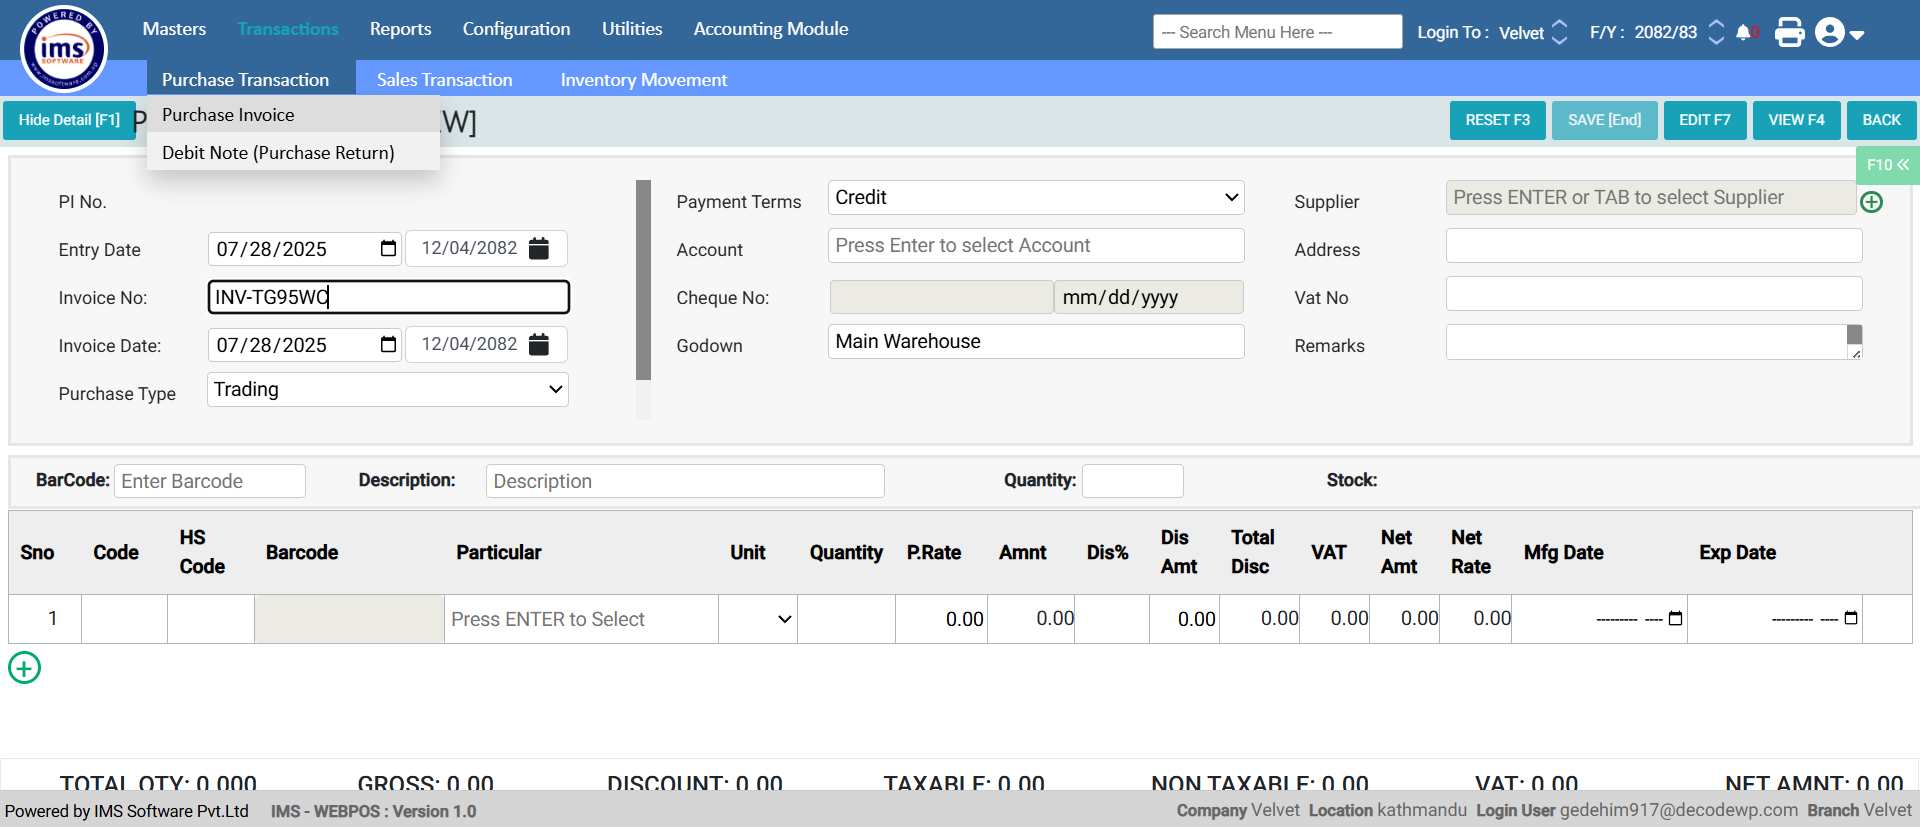 POWERED BY
ims
SOFTWARE
www.imssoftware.com.np
Masters
Transactions
Reports
Configuration
Utilities
Accounting Module
--- Search Menu Here ---
Login To :
Velvet
F/Y :
2082/83
0
Purchase Transaction
Sales Transaction
Inventory Movement
Hide Detail [F1]
P
Purchase Invoice
Debit Note (Purchase Return)
EW]
RESET F3
SAVE [End]
EDIT F7
VIEW F4
BACK
F10
PI No.
Entry Date
07/28/2025
12/04/2082
Invoice No:
INV-TG95WO
Invoice Date:
07/28/2025
12/04/2082
Purchase Type
Trading
Payment Terms
Credit
Account
Press Enter to select Account
Cheque No:
mm/dd/yyyy
Godown
Main Warehouse
Supplier
Press ENTER or TAB to select Supplier
Address
Vat No
Remarks
BarCode:
Enter Barcode
Description:
Description
Quantity:
Stock:
Sno
Code
HS Code
Barcode
Particular
Unit
Quantity
P.Rate
Amnt
Dis%
Dis Amt
Total Disc
VAT
Net Amt
Net Rate
Mfg Date
Exp Date
1
Press ENTER to Select
0.00
0.00
0.00
0.00
0.00
0.00
0.00
--------- ----
--------- ----
TOTAL QTY: 0.000
GROSS: 0.00
DISCOUNT: 0.00
TAXABLE: 0.00
NON TAXABLE: 0.00
VAT: 0.00
NET AMNT: 0.00
Powered by IMS Software Pvt.Ltd
IMS - WEBPOS : Version 1.0
Company Velvet
Location kathmandu
Login User gedehim917@decodewp.com
Branch Velvet